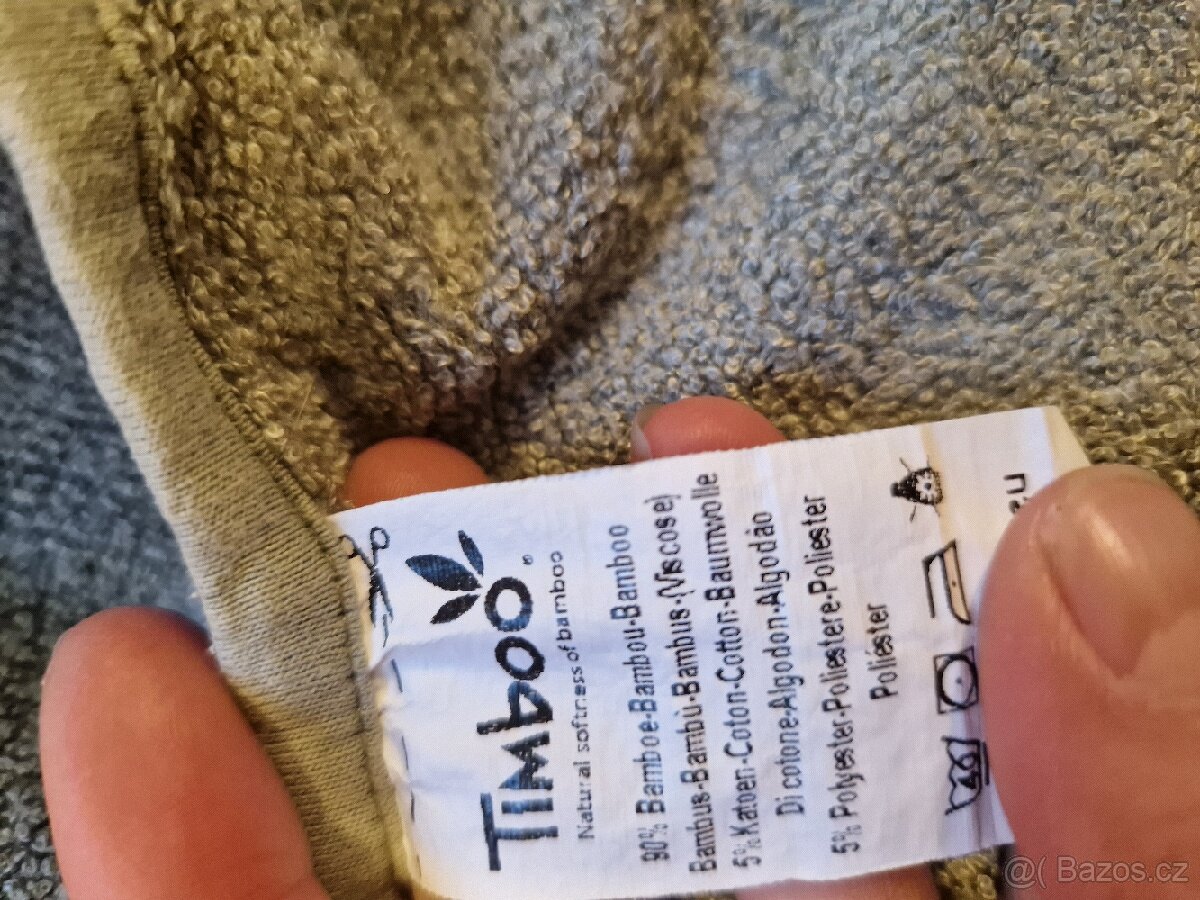 TIMBOO®
Natural softness of bamboo
90% Bamboe-Bambou-Bamboo
Bambus-Bambù-Bambus-(Viscose)
5% Katoen-Coton-Cotton-Baumwolle
Di cotone-Algodon-Algodão
5% Polyester-Poliestere-Poliester
Poliéster
@( Bazos.cz